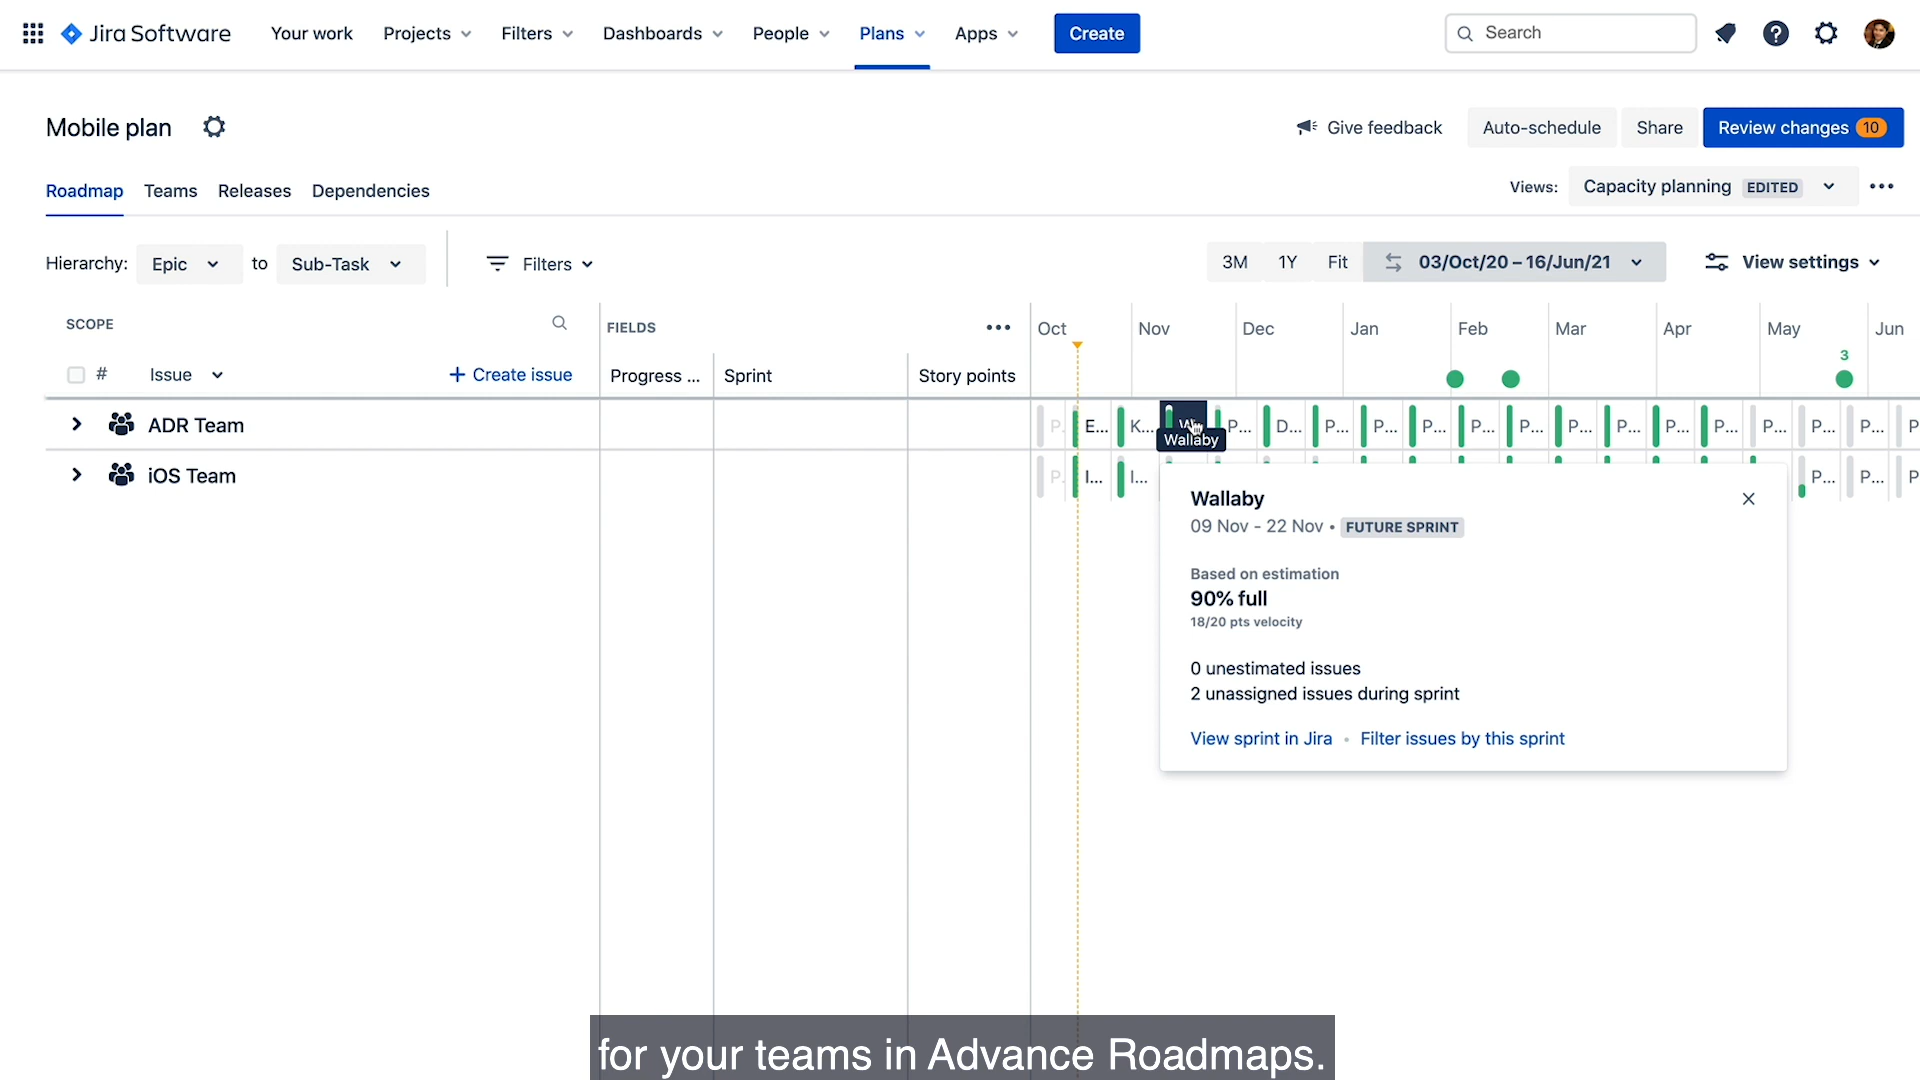 Jira Software Your work Projects Filters Dashboards People Plans Apps Create Search
Mobile plan Give feedback Auto-schedule Share Review changes 10
Roadmap Teams Releases Dependencies Views: Capacity planning EDITED
Hierarchy: Epic to Sub-Task Filters 3M 1Y Fit 03/Oct/20 – 16/Jun/21 View settings
SCOPE FIELDS Oct Nov Dec Jan Feb Mar Apr May Jun
3
# Issue + Create issue Progress ... Sprint Story points
ADR Team P. E... K... P... D... P... P... P... P... P... P... P... P... P... P... P... P... P
Wallaby
iOS Team P. I... I... P... P... P
Wallaby
09 Nov - 22 Nov • FUTURE SPRINT
Based on estimation
90% full
18/20 pts velocity
0 unestimated issues
2 unassigned issues during sprint
View sprint in Jira • Filter issues by this sprint
for your teams in Advance Roadmaps.